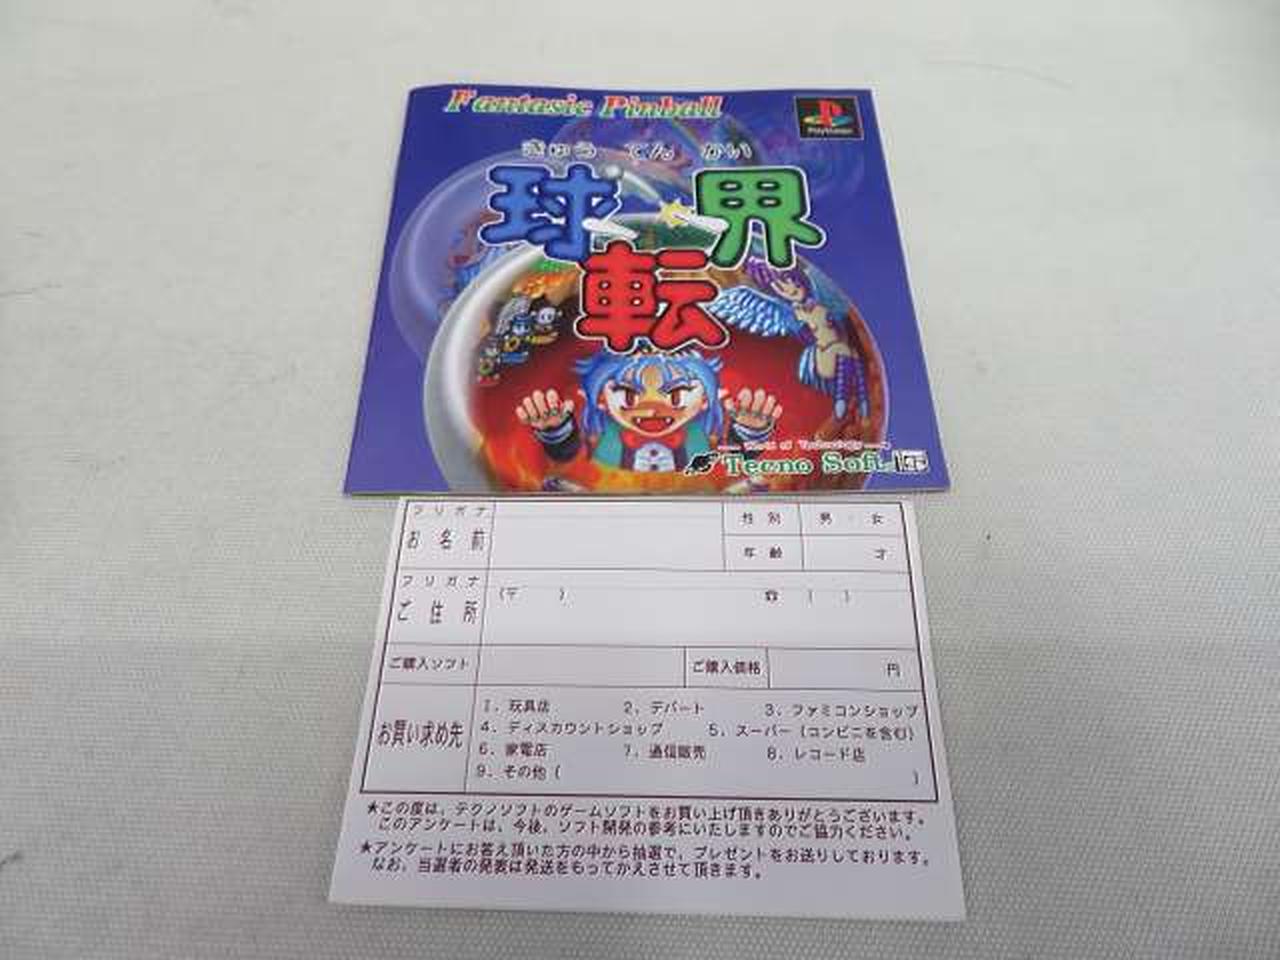 Fantasic Pinball
PlayStation
きゅう てん かい
球 界
転
World of Technology
Tecno Soft
フリガナ
お 名 前
性 別 男 ・ 女
年 齢 才
フリガナ
ご 住 所
(〒 ) ☎ ( )
ご購入ソフト ご購入価格 円
お買い求め先
1. 玩具店 2. デパート 3. ファミコンショップ
4. ディスカウントショップ 5. スーパー (コンビニを含む)
6. 家電店 7. 通信販売 8. レコード店
9. その他 ( )
★この度は、テクノソフトのゲームソフトをお買い上げ頂きありがとうございます。
このアンケートは、今後、ソフト開発の参考にいたしますのでご協力ください。
★アンケートにお答え頂いた方の中から抽選で、プレゼントをお送りしております。
なお、当選者の発表は発送をもってかえさせて頂きます。